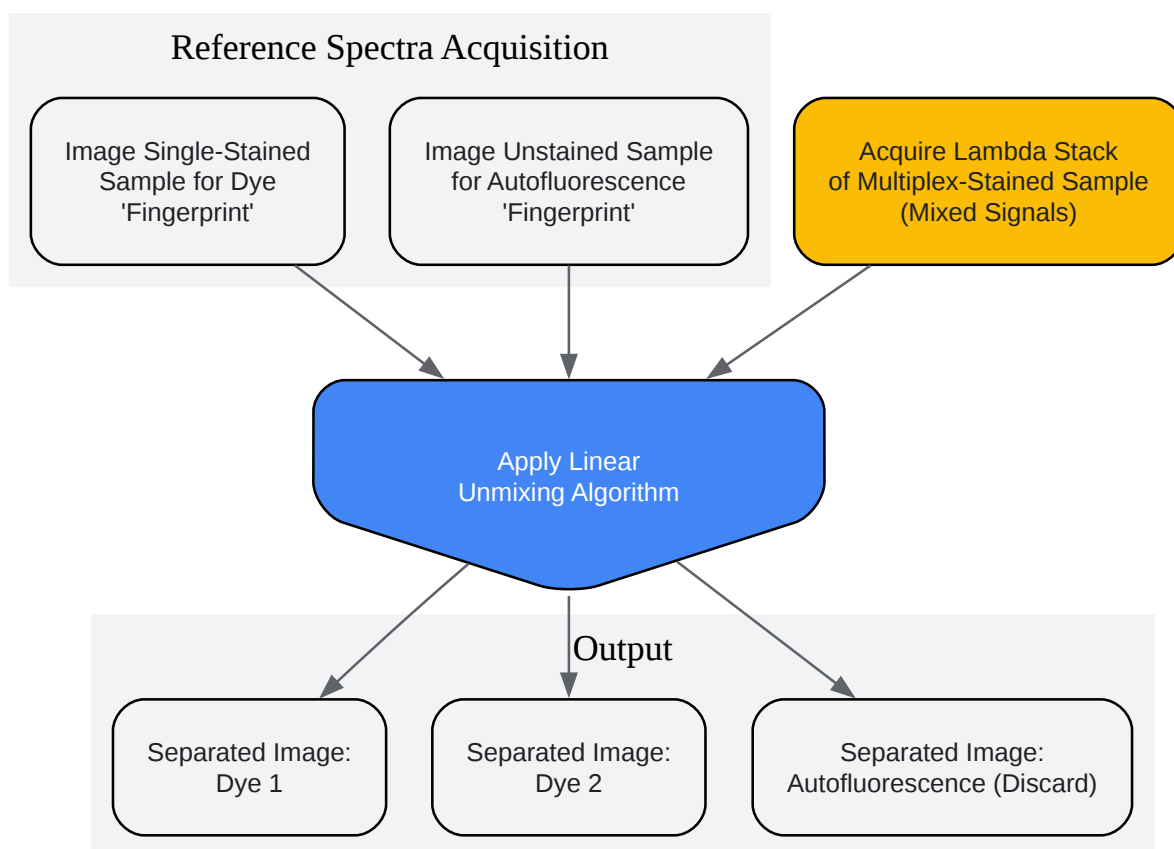 Reference Spectra Acquisition
Image Single-Stained
Sample for Dye
'Fingerprint'
Image Unstained Sample
for Autofluorescence
'Fingerprint'
Acquire Lambda Stack
of Multiplex-Stained Sample
(Mixed Signals)
Apply Linear
Unmixing Algorithm
Output
Separated Image:
Dye 1
Separated Image:
Dye 2
Separated Image:
Autofluorescence (Discard)